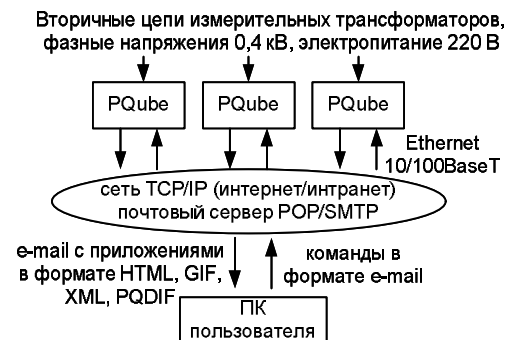 Вторичные цепи измерительных трансформаторов,
фазные напряжения 0,4 кВ, электропитание 220 В
PQube PQube PQube
Ethernet
10/100BaseT
сеть TCP/IP (интернет/интранет)
почтовый сервер POP/SMTP
e-mail с приложениями
в формате HTML, GIF,
XML, PQDIF
команды в
формате e-mail
ПК
пользователя